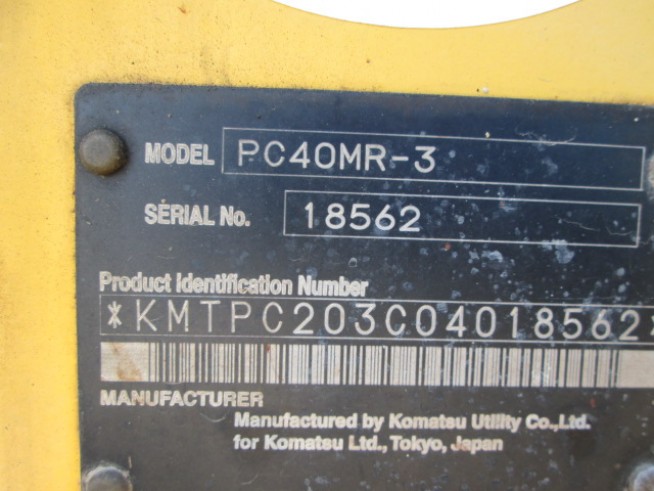 MODEL PC40MR-3
SERIAL No. 18562
Product Identification Number
*KMTPC203C04018562*
MANUFACTURER
Manufactured by Komatsu Utility Co.,Ltd.
for Komatsu Ltd., Tokyo, Japan